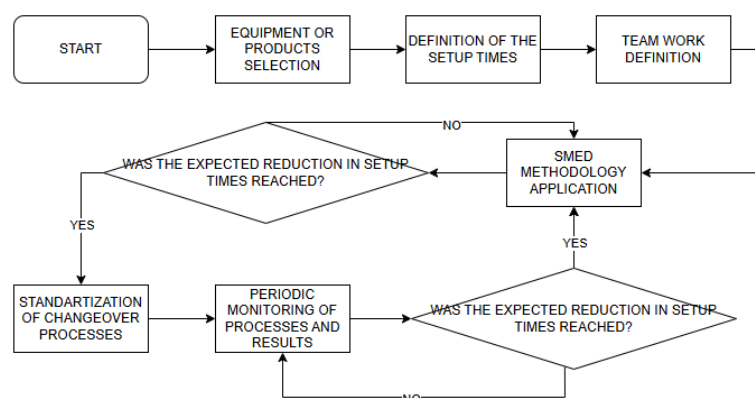 START
EQUIPMENT OR
PRODUCTS
SELECTION
DEFINITION OF THE
SETUP TIMES
TEAM WORK
DEFINITION
NO
WAS THE EXPECTED REDUCTION IN SETUP
TIMES REACHED?
SMED
METHODOLOGY
APPLICATION
YES
YES
STANDARTIZATION
OF CHANGEOVER
PROCESSES
PERIODIC
MONITORING OF
PROCESSES AND
RESULTS
WAS THE EXPECTED REDUCTION IN SETUP
TIMES REACHED?
NO